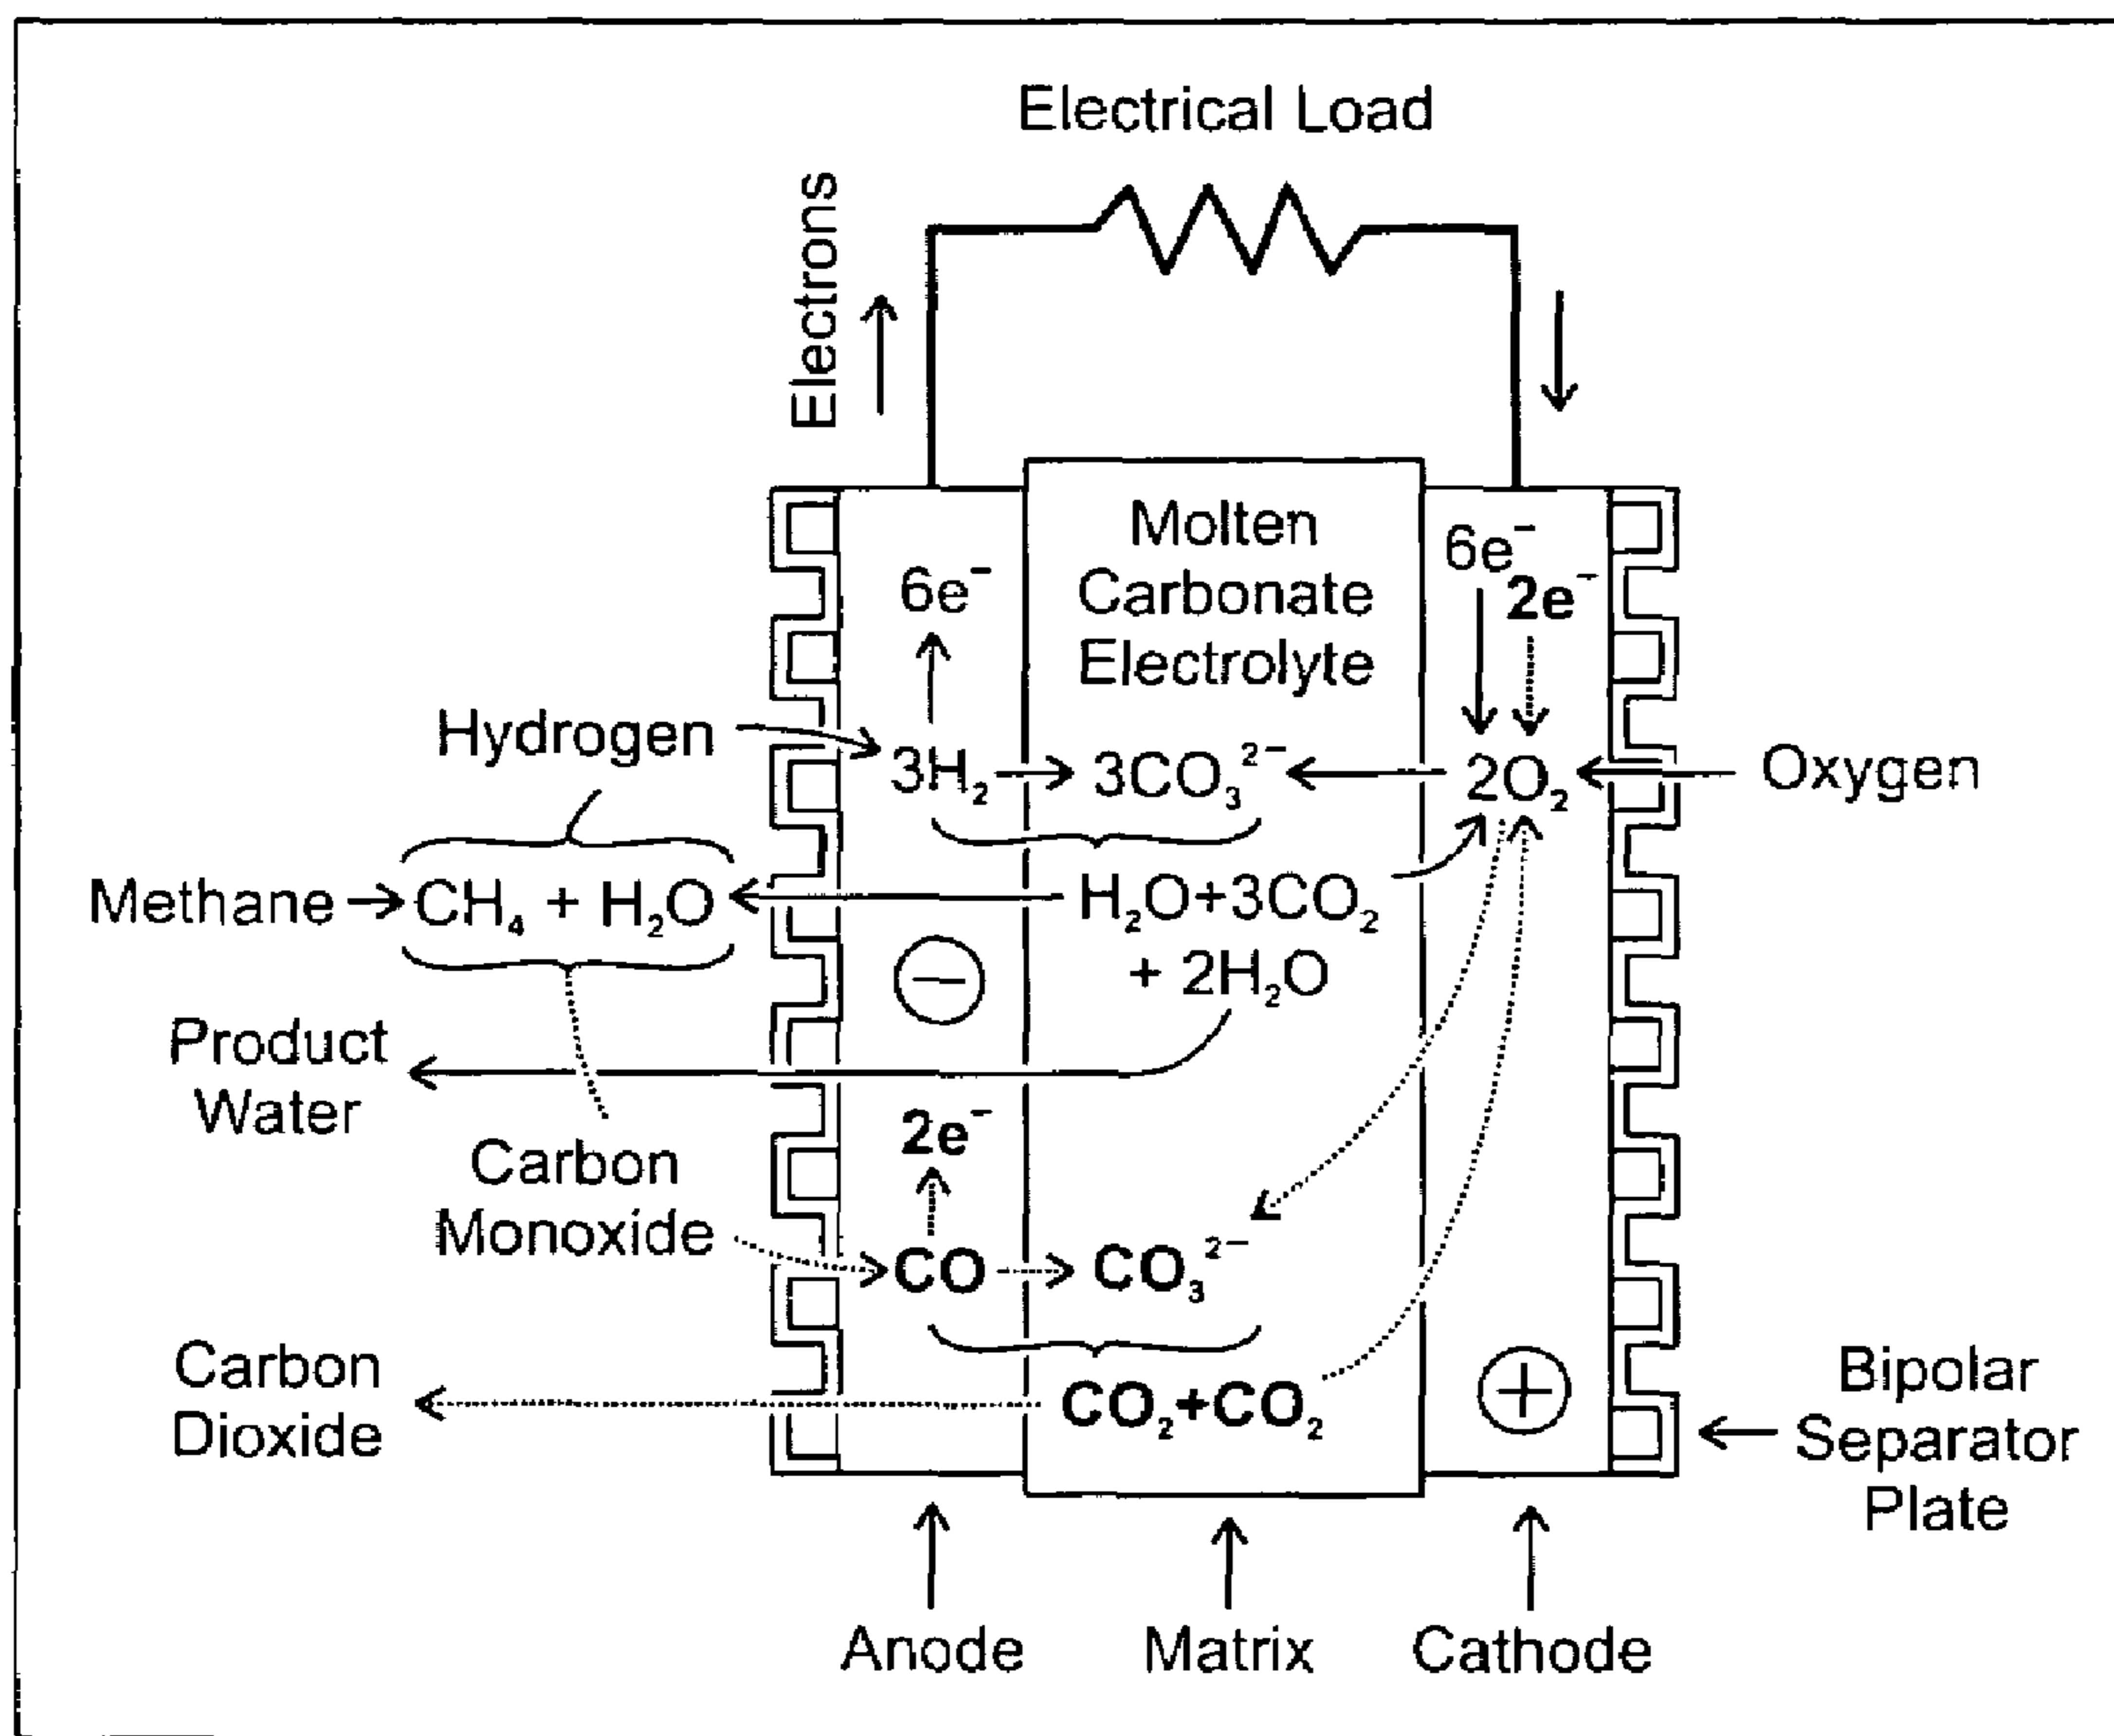 Electrical Load
Electrons
Molten
Carbonate
Electrolyte
6e⁻
6e⁻
2e⁻
Hydrogen
3H₂
3CO₃²⁻
2O₂
Oxygen
Methane
CH₄ + H₂O
H₂O+3CO₂
+ 2H₂O
−
Product
Water
2e⁻
Carbon
Monoxide
CO
CO₃²⁻
Carbon
Dioxide
CO₂+CO₂
+
Bipolar
Separator
Plate
Anode
Matrix
Cathode